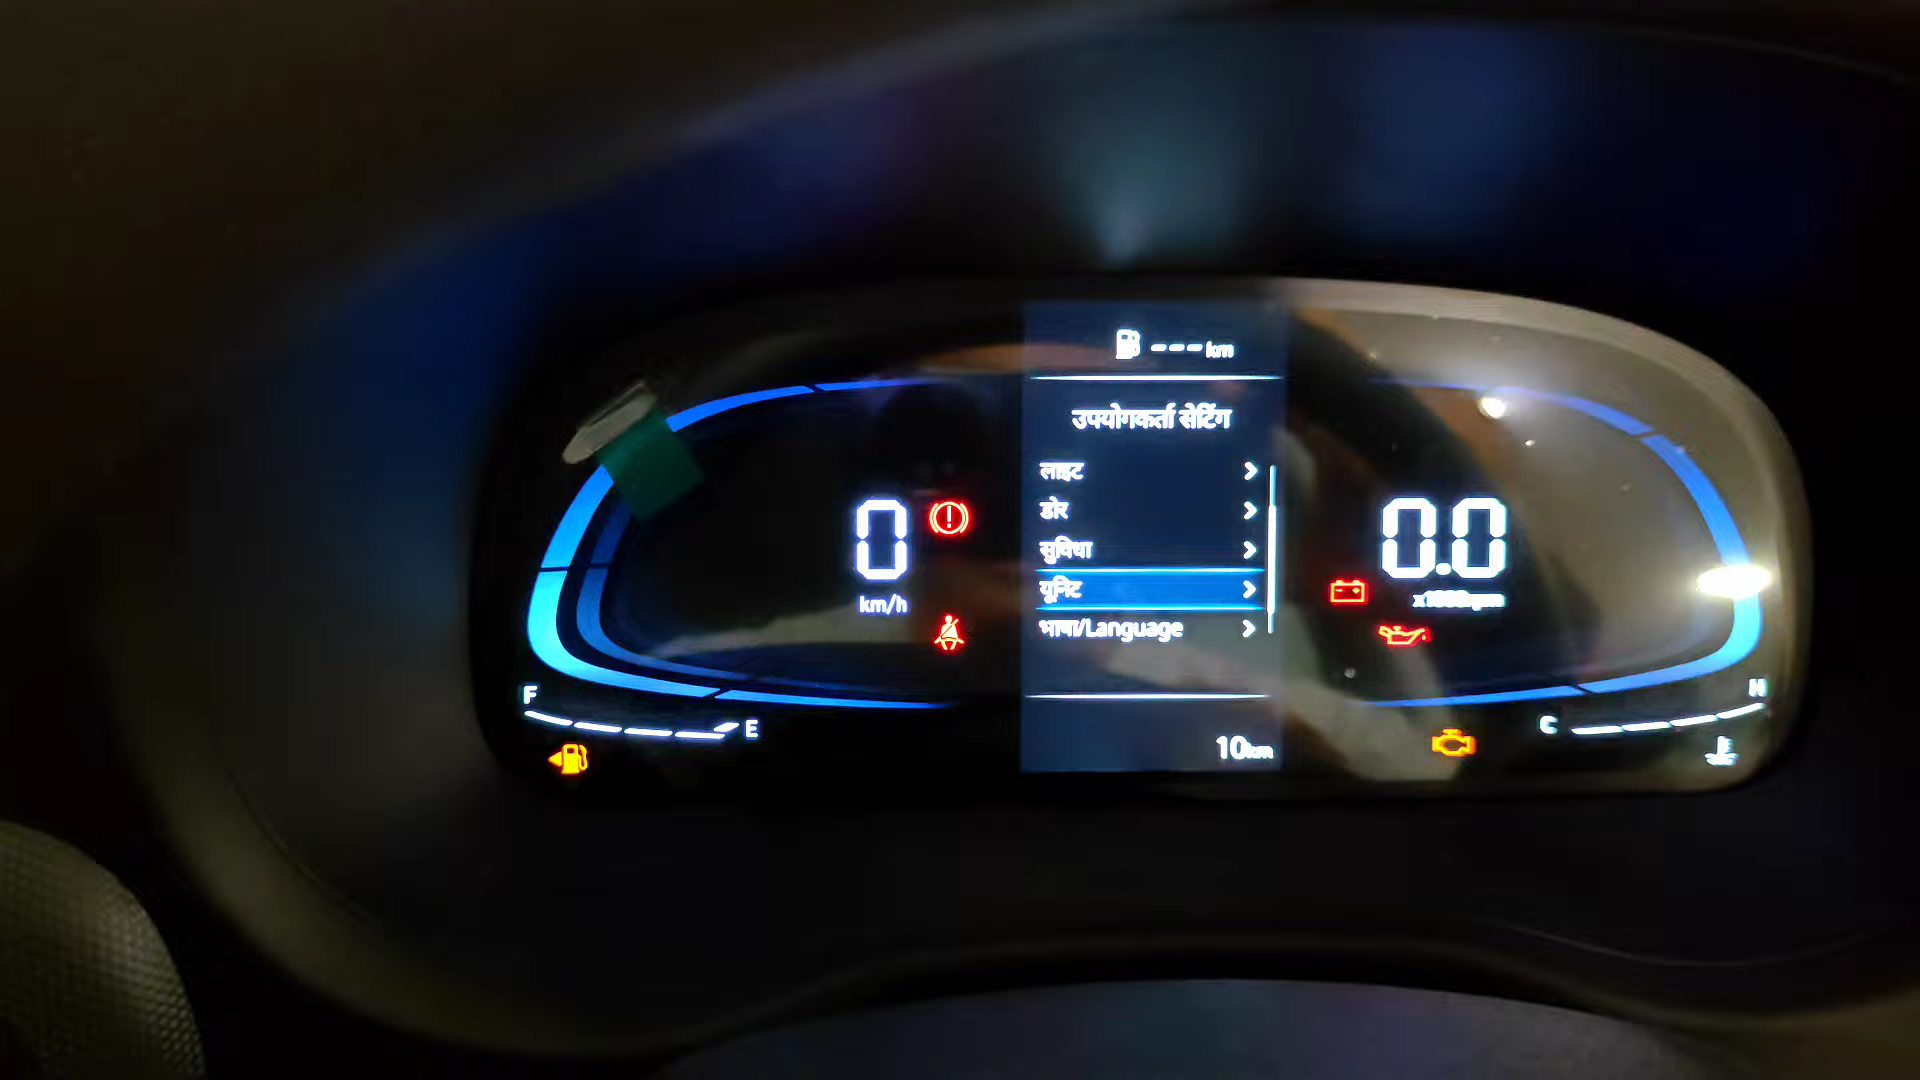 --- km
उपयोगकर्ता सेटिंग
लाइट
डोर
सुविधा
यूनिट
भाषा/Language
0
km/h
0.0
x1000rpm
F
E
C
H
10km